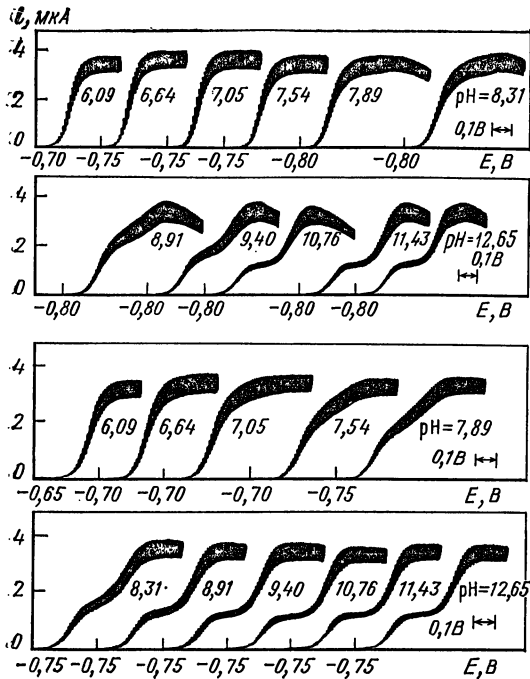 i, мкА
.4
.2
.0
6,09 6,64 7,05 7,54 7,89 pH=8,31
0,1В
-0,70 -0,75 -0,75 -0,75 -0,80 -0,80 E, В
.4
.2
.0
8,91 9,40 10,76 11,43 pH=12,65
0,1В
-0,80 -0,80 -0,80 -0,80 -0,80 E, В
.4
.2
.0
6,09 6,64 7,05 7,54 pH=7,89
0,1В
-0,65 -0,70 -0,70 -0,70 -0,75 E, В
.4
.2
.0
8,31 8,91 9,40 10,76 11,43 pH=12,65
0,1В
-0,75 -0,75 -0,75 -0,75 -0,75 -0,75 E, В